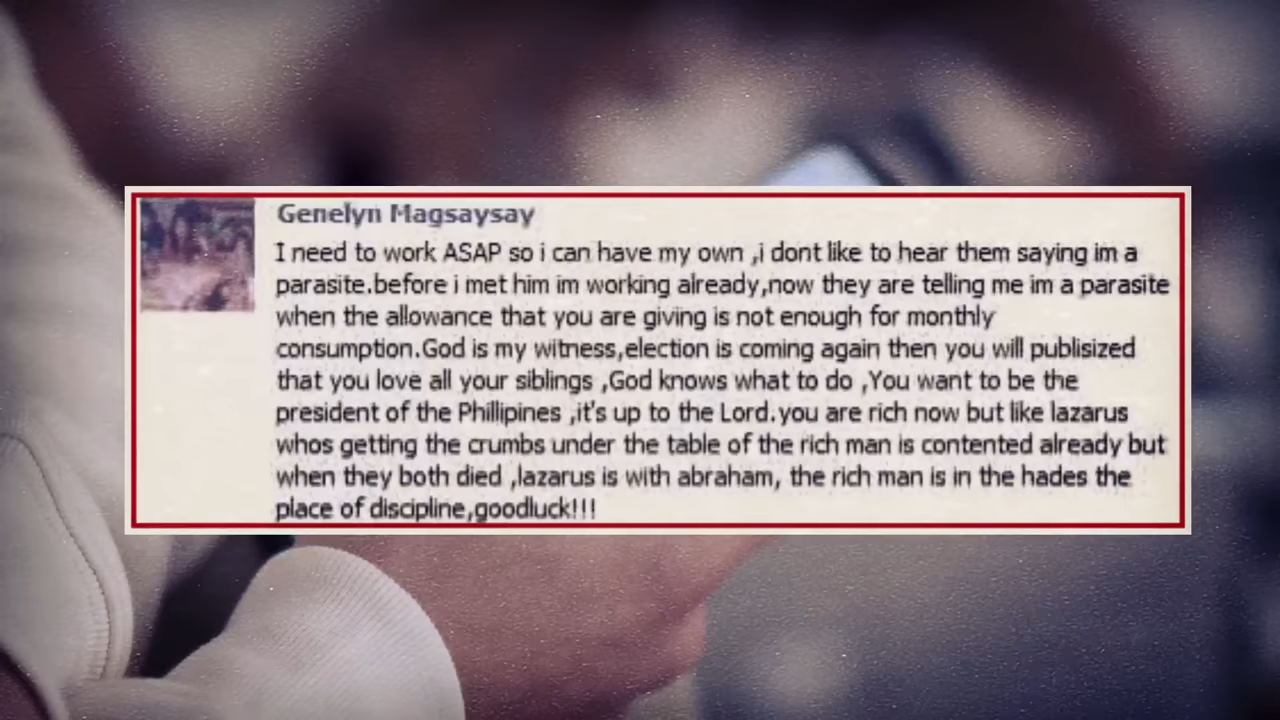 Genelyn Magsaysay
I need to work ASAP so i can have my own ,i dont like to hear them saying im a
parasite.before i met him im working already,now they are telling me im a parasite
when the allowance that you are giving is not enough for monthly
consumption.God is my witness,election is coming again then you will publisized
that you love all your siblings ,God knows what to do ,You want to be the
president of the Phillipines ,it's up to the Lord.you are rich now but like lazarus
whos getting the crumbs under the table of the rich man is contented already but
when they both died ,lazarus is with abraham, the rich man is in the hades the
place of discipline,goodluck!!!